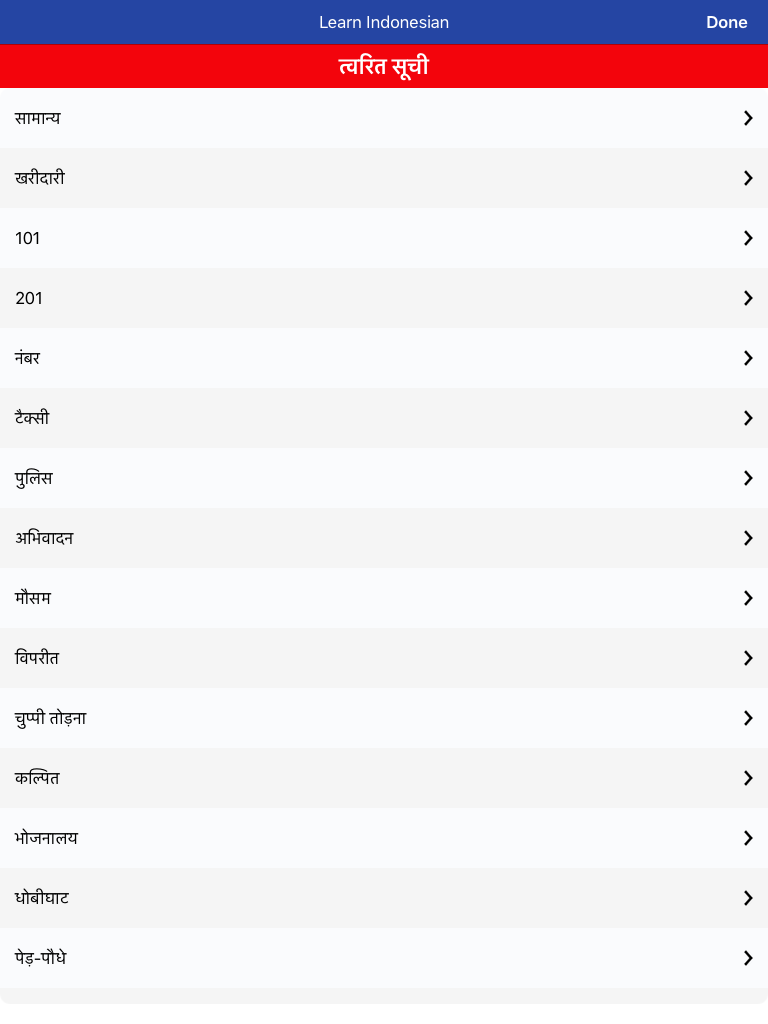 Learn Indonesian
Done
त्वरित सूची
सामान्य
खरीदारी
101
201
नंबर
टैक्सी
पुलिस
अभिवादन
मौसम
विपरीत
चुप्पी तोड़ना
कल्पित
भोजनालय
धोबीघाट
पेड़-पौधे